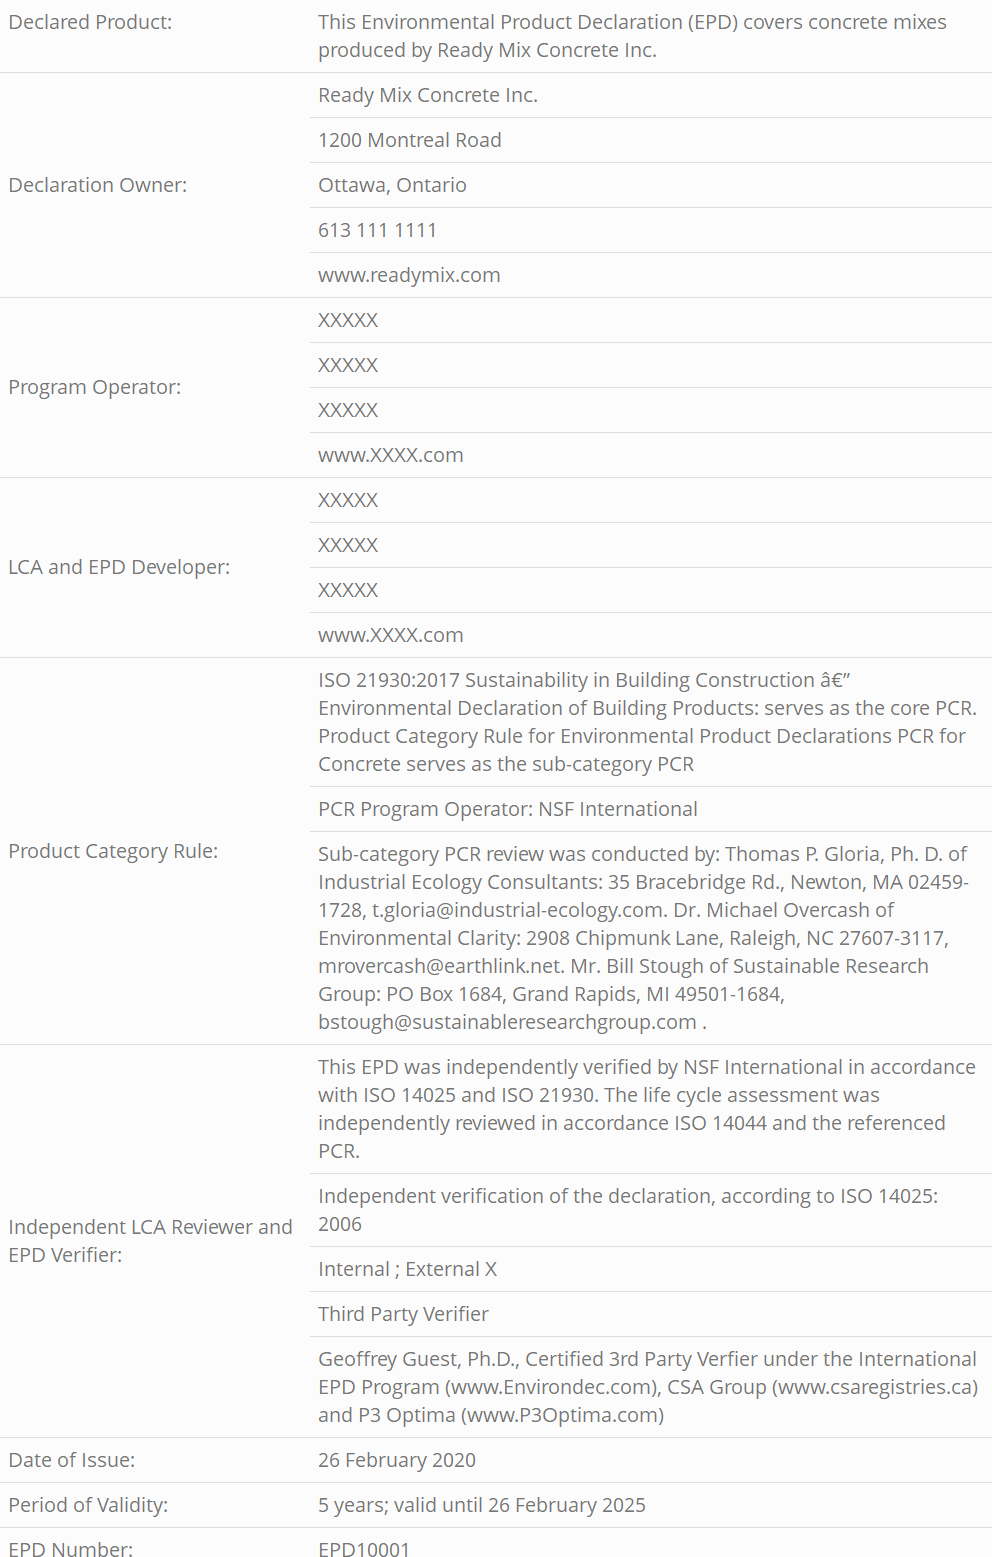 Declared Product:
This Environmental Product Declaration (EPD) covers concrete mixes
produced by Ready Mix Concrete Inc.
Declaration Owner:
Ready Mix Concrete Inc.
1200 Montreal Road
Ottawa, Ontario
613 111 1111
www.readymix.com
Program Operator:
XXXXX
XXXXX
XXXXX
www.XXXX.com
LCA and EPD Developer:
XXXXX
XXXXX
XXXXX
www.XXXX.com
Product Category Rule:
ISO 21930:2017 Sustainability in Building Construction â€”
Environmental Declaration of Building Products: serves as the core PCR.
Product Category Rule for Environmental Product Declarations PCR for
Concrete serves as the sub-category PCR
PCR Program Operator: NSF International
Sub-category PCR review was conducted by: Thomas P. Gloria, Ph. D. of
Industrial Ecology Consultants: 35 Bracebridge Rd., Newton, MA 02459-
1728, t.gloria@industrial-ecology.com. Dr. Michael Overcash of
Environmental Clarity: 2908 Chipmunk Lane, Raleigh, NC 27607-3117,
mrovercash@earthlink.net. Mr. Bill Stough of Sustainable Research
Group: PO Box 1684, Grand Rapids, MI 49501-1684,
bstough@sustainableresearchgroup.com .
Independent LCA Reviewer and
EPD Verifier:
This EPD was independently verified by NSF International in accordance
with ISO 14025 and ISO 21930. The life cycle assessment was
independently reviewed in accordance ISO 14044 and the referenced
PCR.
Independent verification of the declaration, according to ISO 14025:
2006
Internal ; External X
Third Party Verifier
Geoffrey Guest, Ph.D., Certified 3rd Party Verfier under the International
EPD Program (www.Environdec.com), CSA Group (www.csaregistries.ca)
and P3 Optima (www.P3Optima.com)
Date of Issue:
26 February 2020
Period of Validity:
5 years; valid until 26 February 2025
EPD Number:
EPD10001